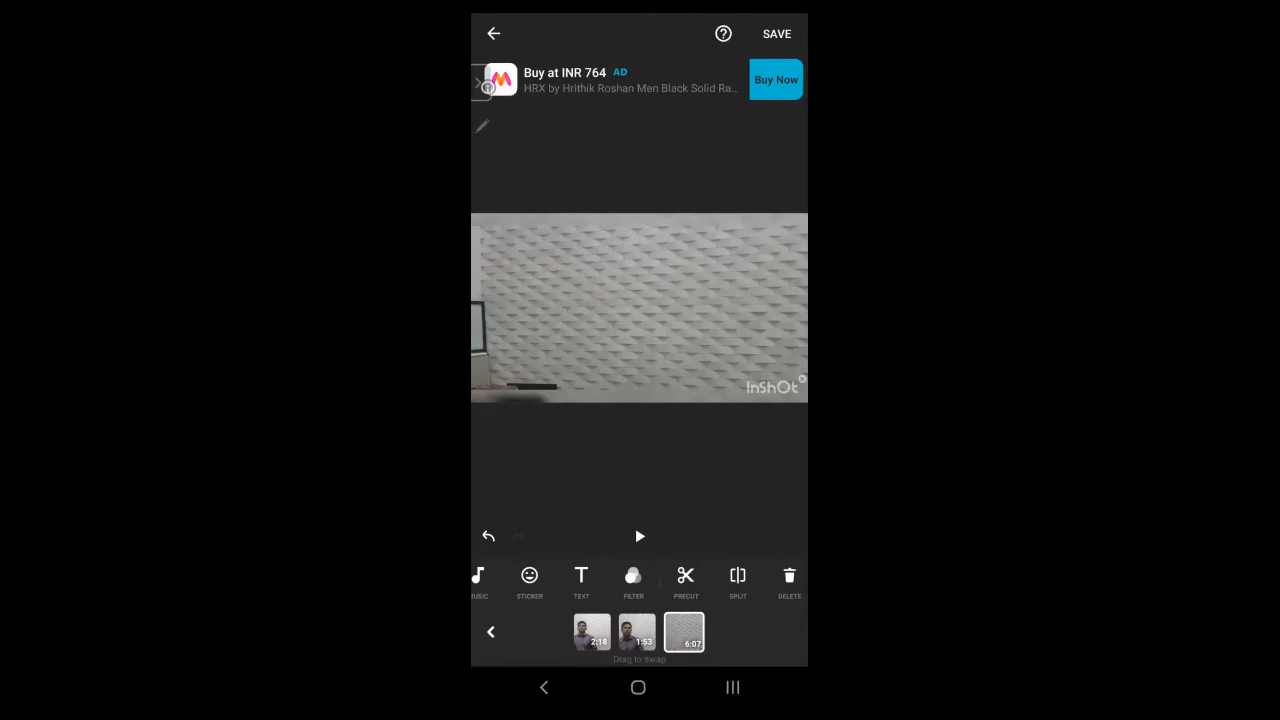 SAVE
Buy at INR 764 AD
HRX by Hrithik Roshan Men Black Solid Ra...
Buy Now
InShOt
USIC
STICKER
TEXT
FILTER
PRECUT
SPLIT
DELETE
2:18
1:53
6:07
Drag to swap